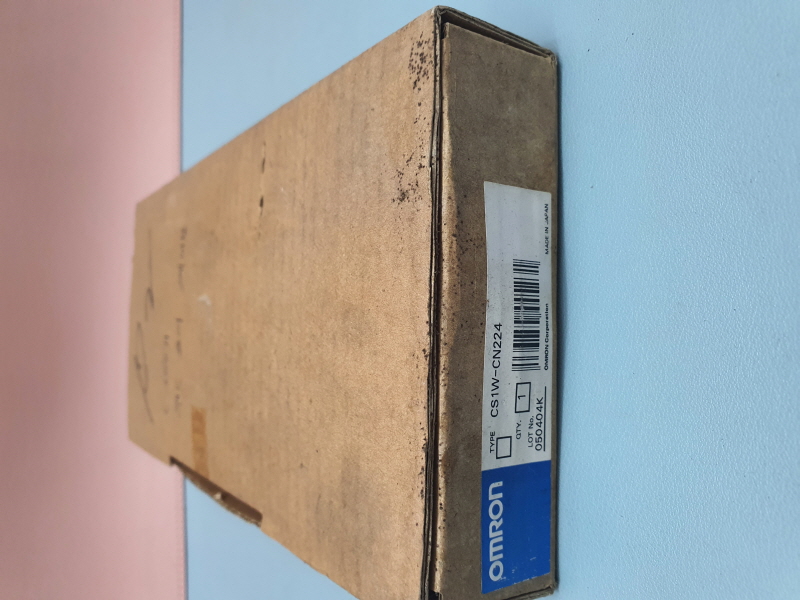 OMRON
TYPE CS1W-CN224
QTY. 1
LOT No.
050404K
OMRON Corporation MADE IN JAPAN